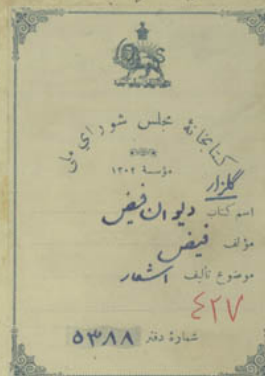 کتابخانهٔ مجلس شورای ملی
مؤسسهٔ ۱۳۰۲
گلزار
اسم کتاب دیوان فیض
مؤلف فیض
موضوع تألیف اشعار
۴۲۷
شمارهٔ دفتر ۵۳۸۸